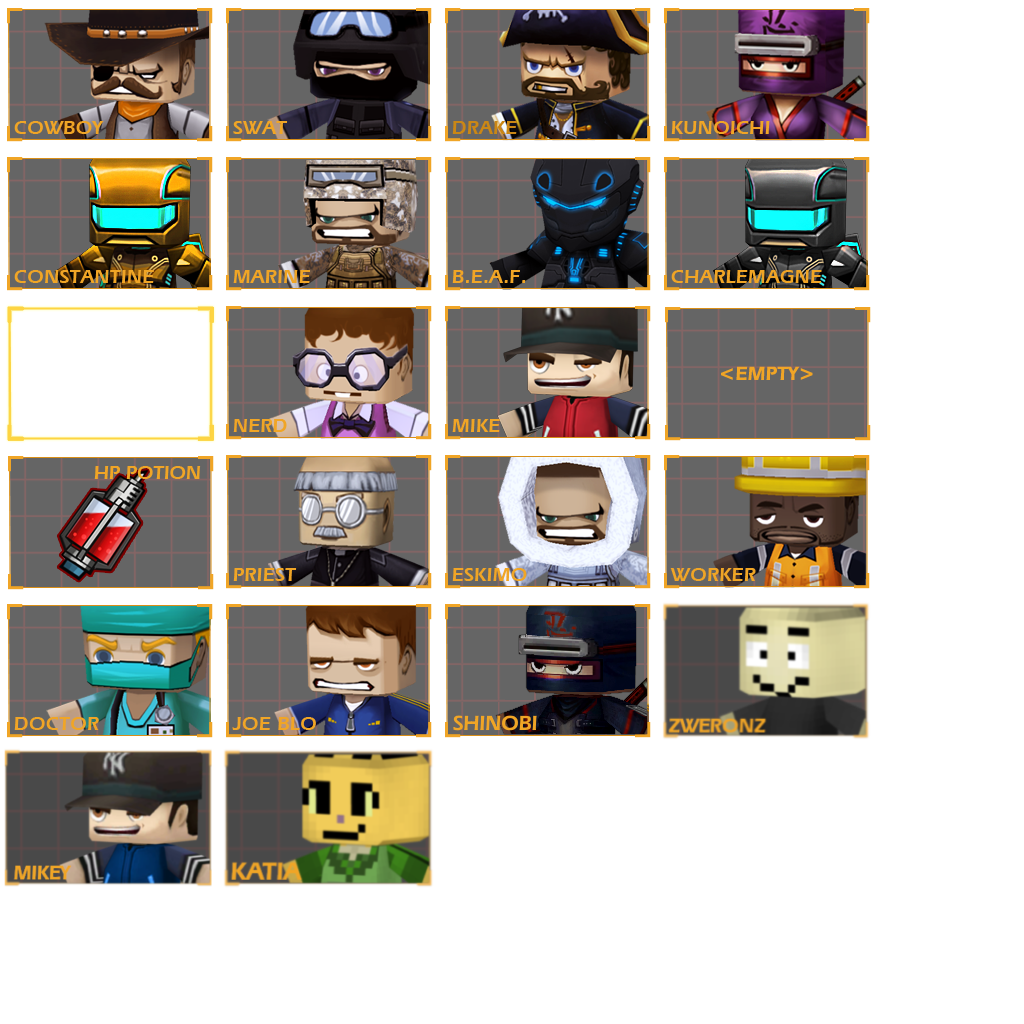 COWBOY
SWAT
DRAKE
KUNOICHI
CONSTANTINE
MARINE
B.E.A.F.
CHARLEMAGNE
NERD
MIKE
<EMPTY>
HP POTION
PRIEST
ESKIMO
WORKER
DOCTOR
JOE BLO
SHINOBI
ZWERONZ
MIKEY
KATIX